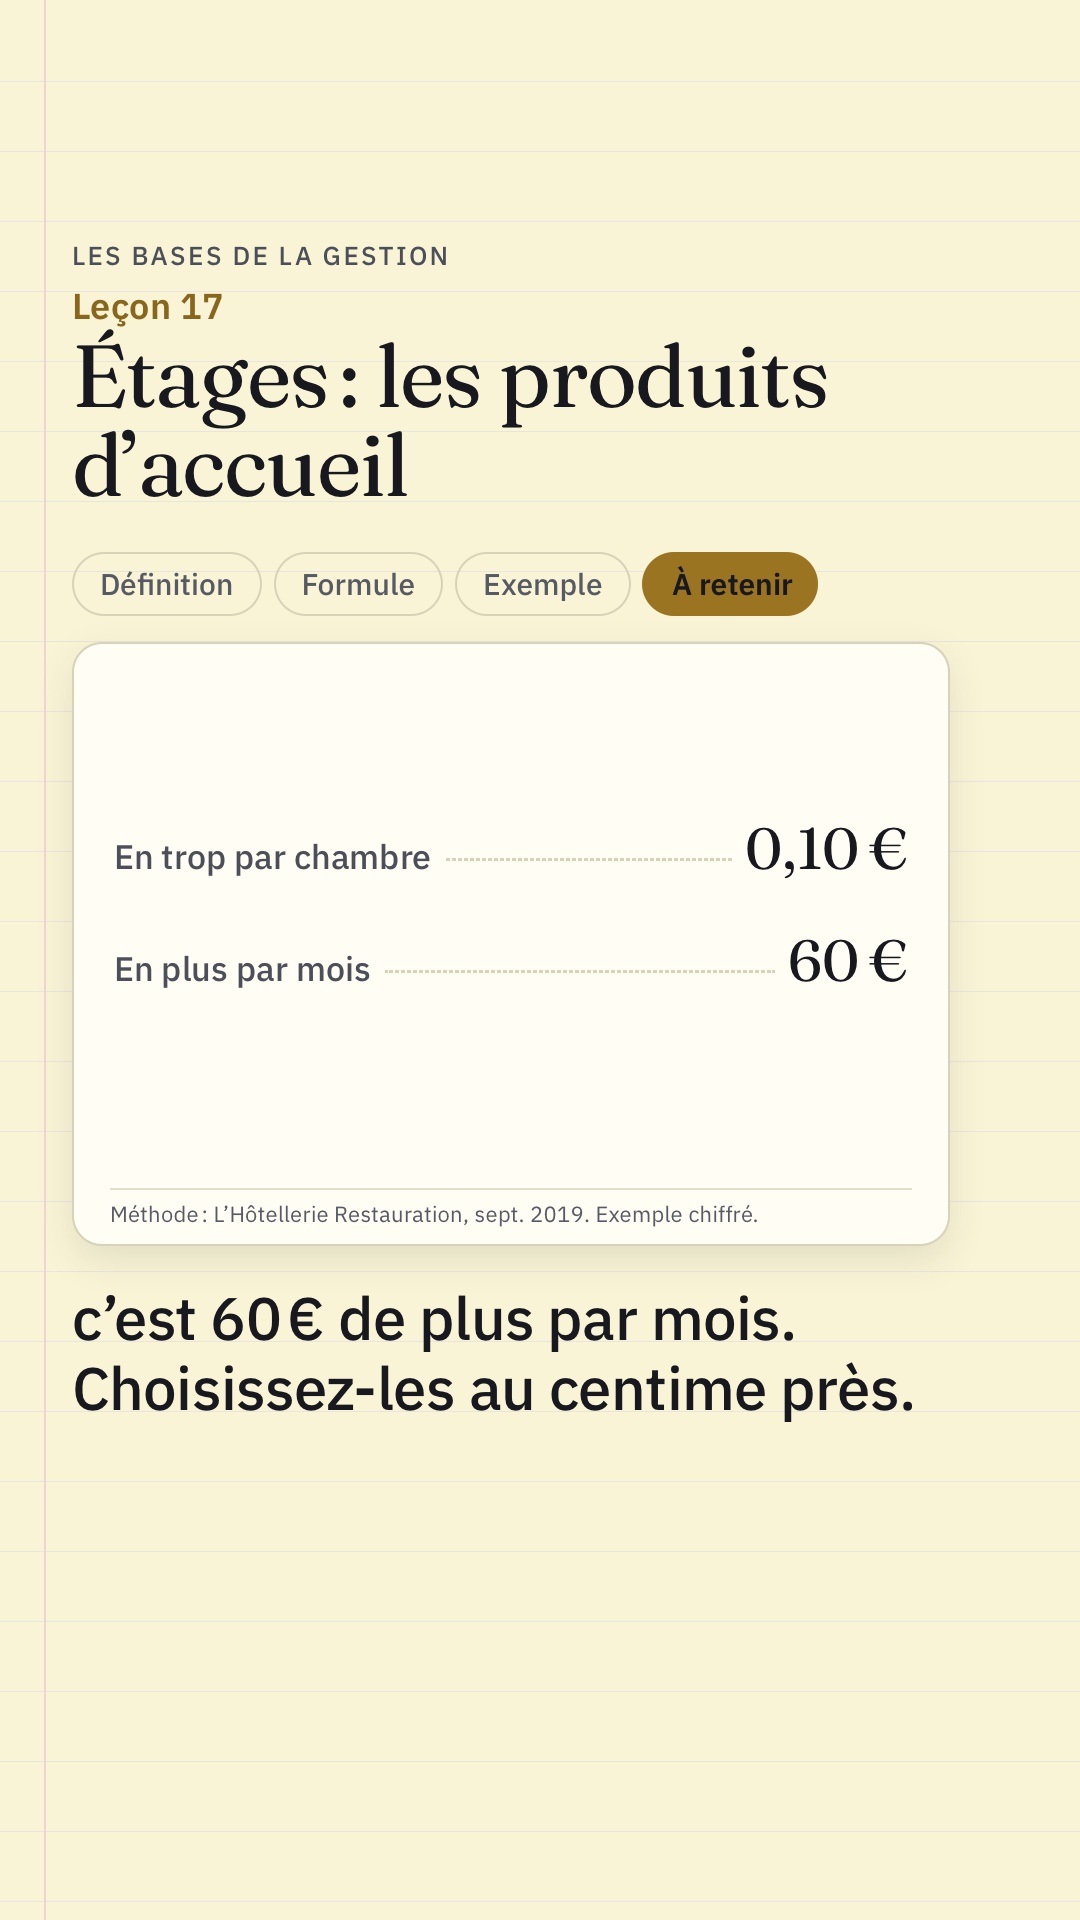 LES BASES DE LA GESTION
Leçon 17
Étages : les produits
d’accueil
Définition
Formule
Exemple
À retenir
En trop par chambre 0,10 €
En plus par mois 60 €
Méthode : L’Hôtellerie Restauration, sept. 2019. Exemple chiffré.
c’est 60 € de plus par mois.
Choisissez-les au centime près.